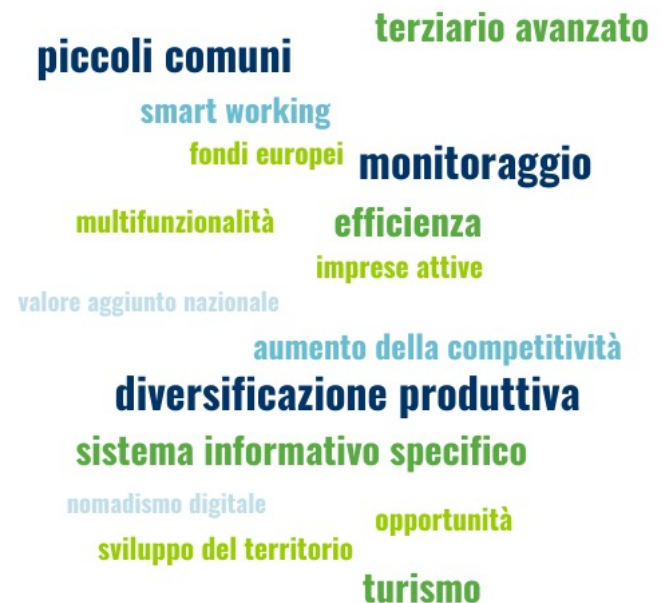 terziario avanzato
piccoli comuni
smart working
fondi europei
monitoraggio
multifunzionalità
efficienza
imprese attive
valore aggiunto nazionale
aumento della competitività
diversificazione produttiva
sistema informativo specifico
nomadismo digitale
opportunità
sviluppo del territorio
turismo